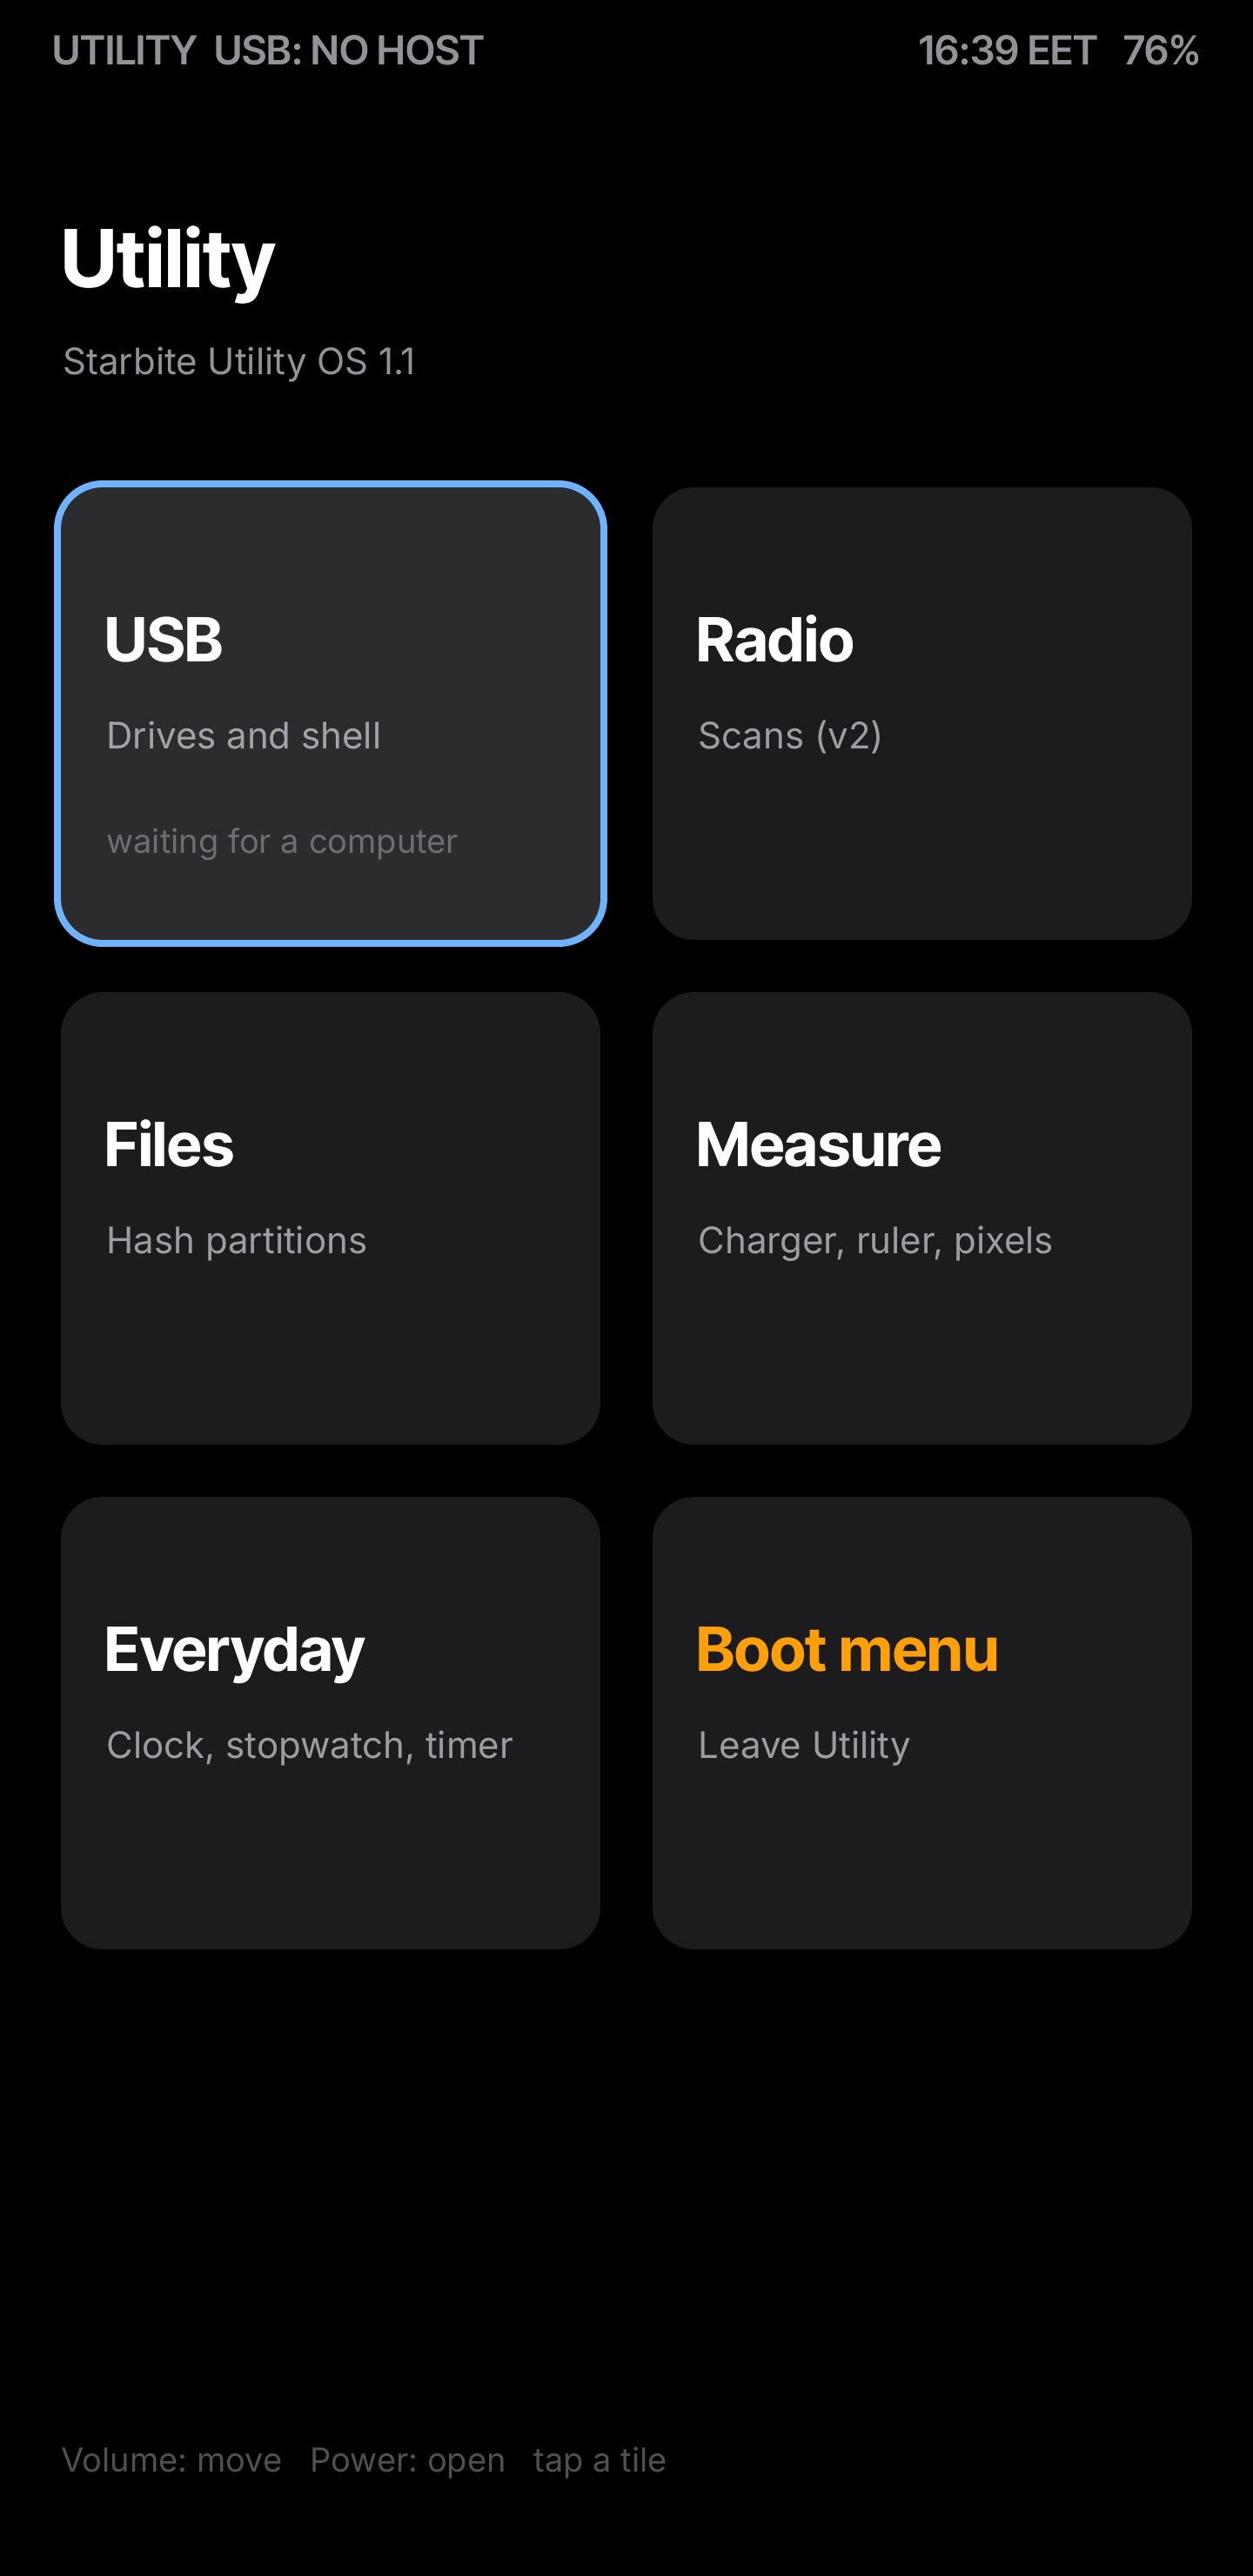 UTILITY USB: NO HOST 16:39 EET 76%
Utility
Starbite Utility OS 1.1
USB
Drives and shell
waiting for a computer
Radio
Scans (v2)
Files
Hash partitions
Measure
Charger, ruler, pixels
Everyday
Clock, stopwatch, timer
Boot menu
Leave Utility
Volume: move Power: open tap a tile